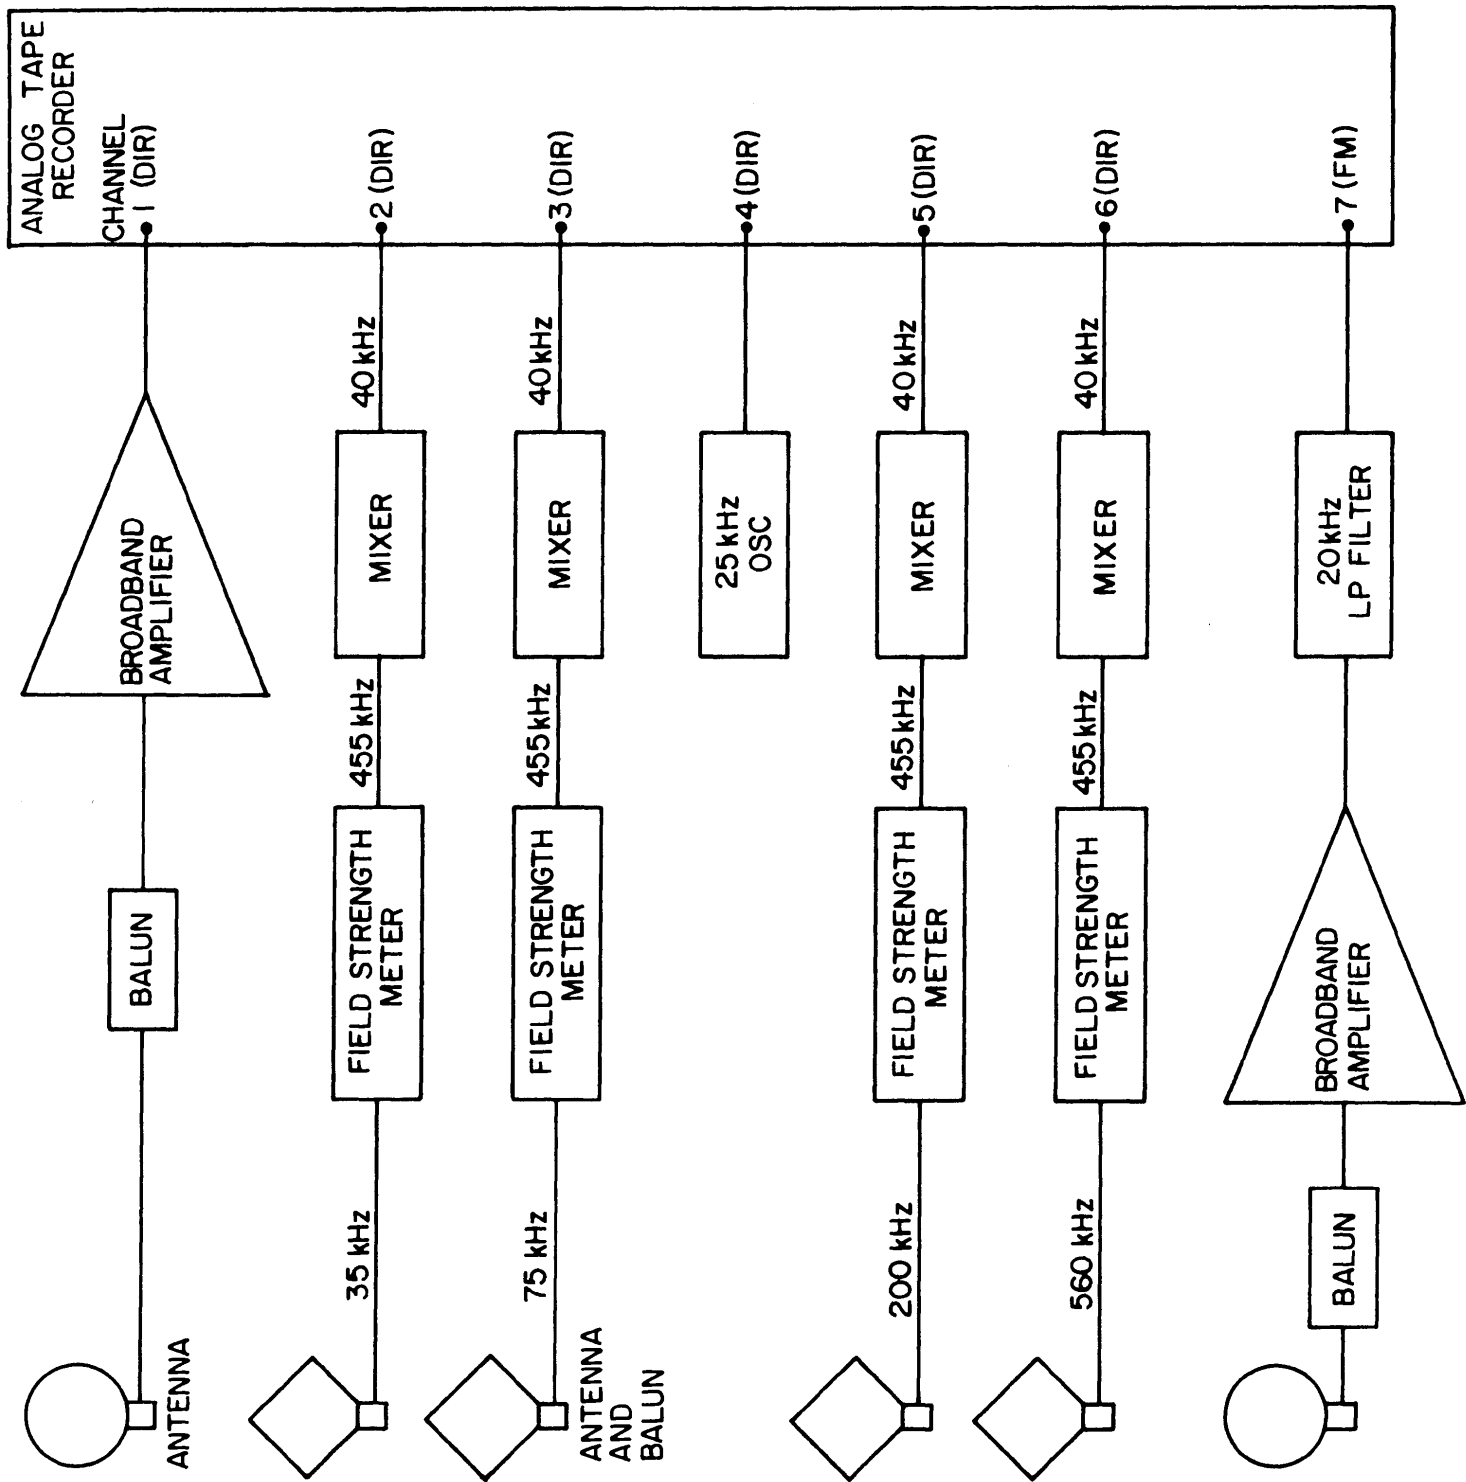 ANALOG TAPE
RECORDER
CHANNEL
1 (DIR)
BROADBAND
AMPLIFIER
BALUN
ANTENNA
2 (DIR)
40 kHz
MIXER
455 kHz
FIELD STRENGTH
METER
35 kHz
3 (DIR)
40 kHz
MIXER
455 kHz
FIELD STRENGTH
METER
75 kHz
ANTENNA
AND
BALUN
4 (DIR)
25 kHz
OSC
5 (DIR)
40 kHz
MIXER
455 kHz
FIELD STRENGTH
METER
200 kHz
6 (DIR)
40 kHz
MIXER
455 kHz
FIELD STRENGTH
METER
560 kHz
7 (FM)
20 kHz
LP FILTER
BROADBAND
AMPLIFIER
BALUN